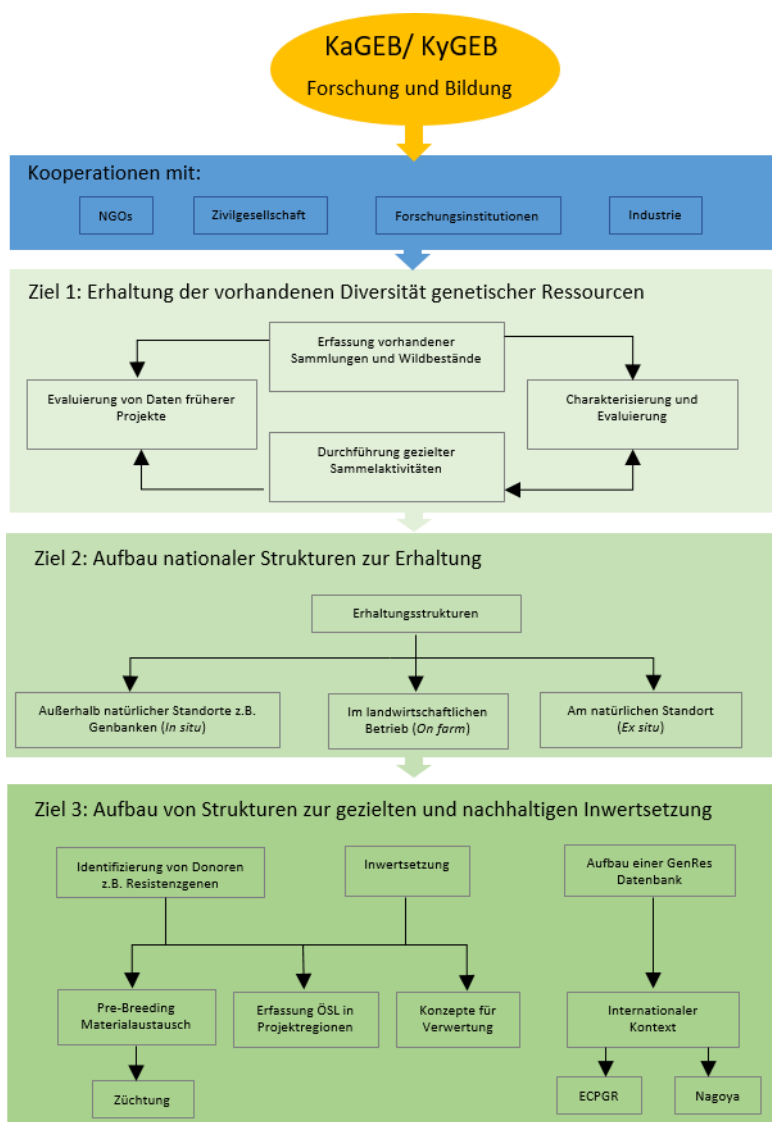 KaGEB/ KyGEB
Forschung und Bildung
Kooperationen mit:
NGOs
Zivilgesellschaft
Forschungsinstitutionen
Industrie
Ziel 1: Erhaltung der vorhandenen Diversität genetischer Ressourcen
Erfassung vorhandener
Sammlungen und Wildbestände
Evaluierung von Daten früherer
Projekte
Charakterisierung und
Evaluierung
Durchführung gezielter
Sammelaktivitäten
Ziel 2: Aufbau nationaler Strukturen zur Erhaltung
Erhaltungsstrukturen
Außerhalb natürlicher Standorte z.B.
Genbanken (In situ)
Im landwirtschaftlichen
Betrieb (On farm)
Am natürlichen Standort
(Ex situ)
Ziel 3: Aufbau von Strukturen zur gezielten und nachhaltigen Inwertsetzung
Identifizierung von Donoren
z.B. Resistenzgenen
Inwertsetzung
Aufbau einer GenRes
Datenbank
Pre-Breeding
Materialaustausch
Erfassung ÖSL in
Projektregionen
Konzepte für
Verwertung
Internationaler
Kontext
Züchtung
ECPGR
Nagoya